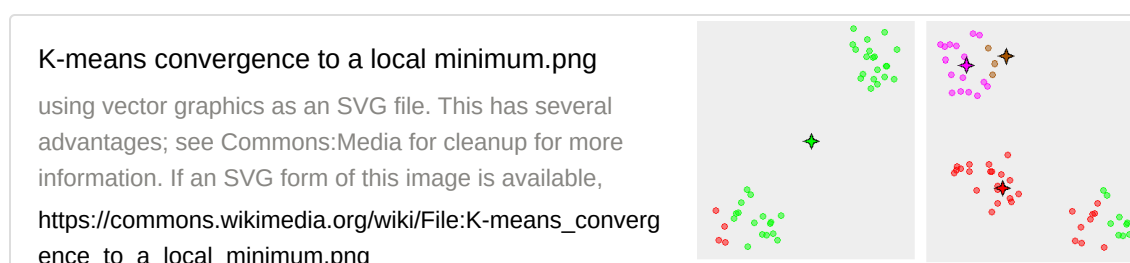 K-means convergence to a local minimum.png
using vector graphics as an SVG file. This has several
advantages; see Commons:Media for cleanup for more
information. If an SVG form of this image is available,
https://commons.wikimedia.org/wiki/File:K-means_converg
ence_to_a_local_minimum.png